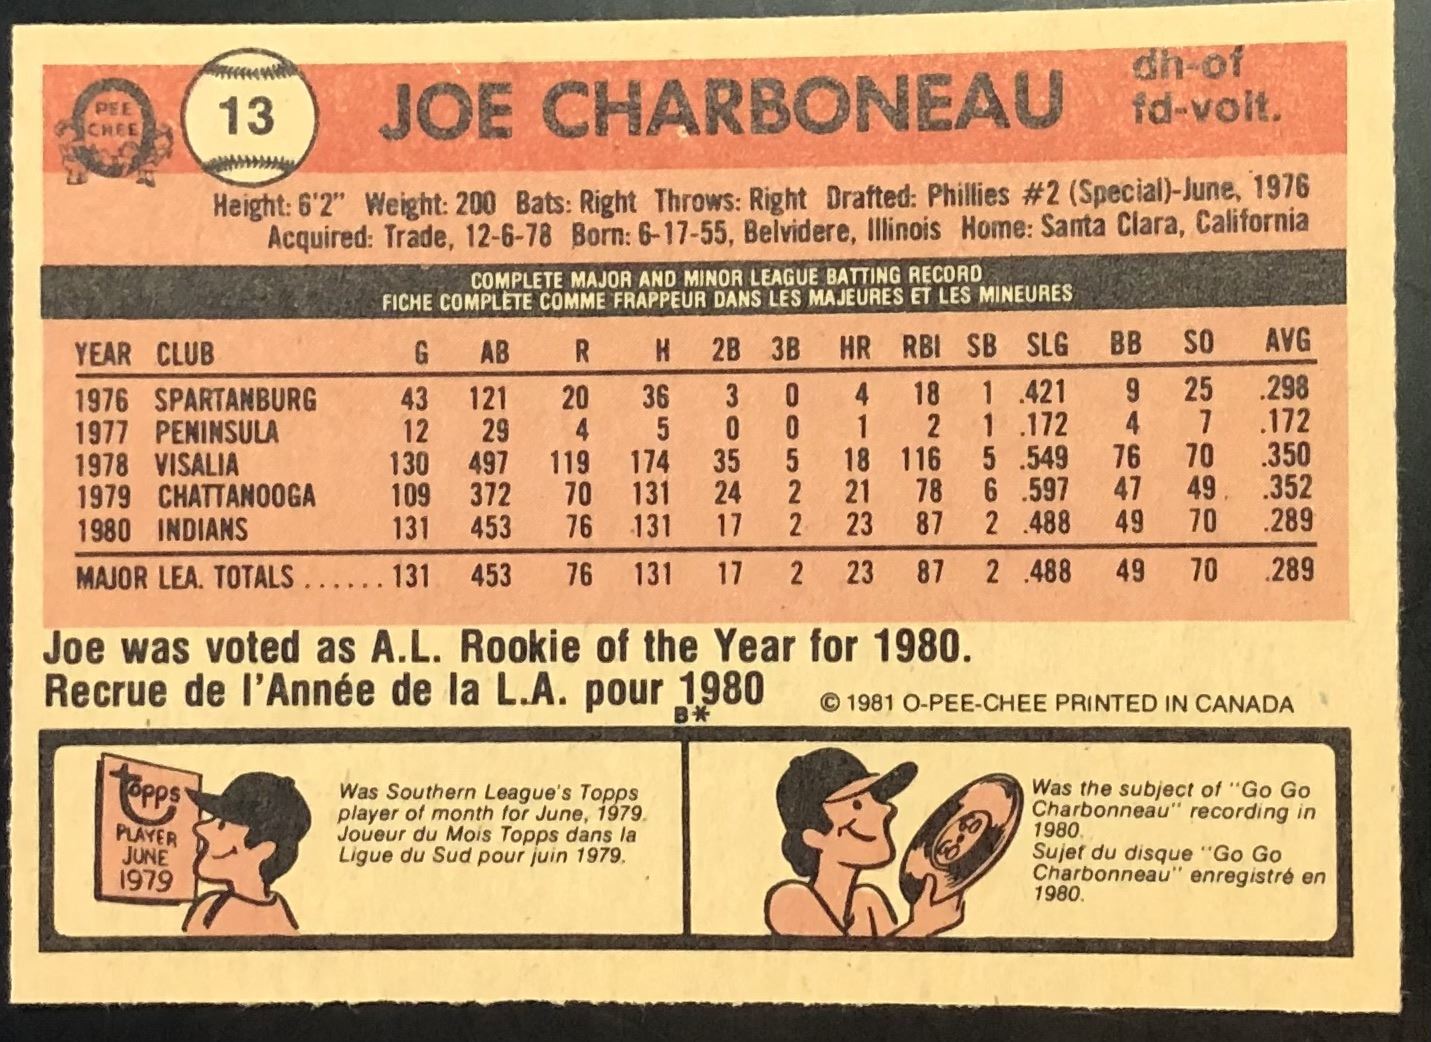 PEE
CHEE
13
JOE CHARBONEAU
dh-of
fd-volt.
Height: 6'2" Weight: 200 Bats: Right Throws: Right Drafted: Phillies #2 (Special)-June, 1976
Acquired: Trade, 12-6-78 Born: 6-17-55, Belvidere, Illinois Home: Santa Clara, California
COMPLETE MAJOR AND MINOR LEAGUE BATTING RECORD
FICHE COMPLÈTE COMME FRAPPEUR DANS LES MAJEURES ET LES MINEURES
YEAR CLUB G AB R H 2B 3B HR RBI SB SLG BB SO AVG
1976 SPARTANBURG 43 121 20 36 3 0 4 18 1 .421 9 25 .298
1977 PENINSULA 12 29 4 5 0 0 1 2 1 .172 4 7 .172
1978 VISALIA 130 497 119 174 35 5 18 116 5 .549 76 70 .350
1979 CHATTANOOGA 109 372 70 131 24 2 21 78 6 .597 47 49 .352
1980 INDIANS 131 453 76 131 17 2 23 87 2 .488 49 70 .289
MAJOR LEA. TOTALS ...... 131 453 76 131 17 2 23 87 2 .488 49 70 .289
Joe was voted as A.L. Rookie of the Year for 1980.
Recrue de l'Année de la L.A. pour 1980
© 1981 O-PEE-CHEE PRINTED IN CANADA
B*
topps
PLAYER
JUNE
1979
Was Southern League's Topps
player of month for June, 1979.
Joueur du Mois Topps dans la
Ligue du Sud pour juin 1979.
Was the subject of "Go Go
Charbonneau" recording in
1980.
Sujet du disque "Go Go
Charbonneau" enregistré en
1980.